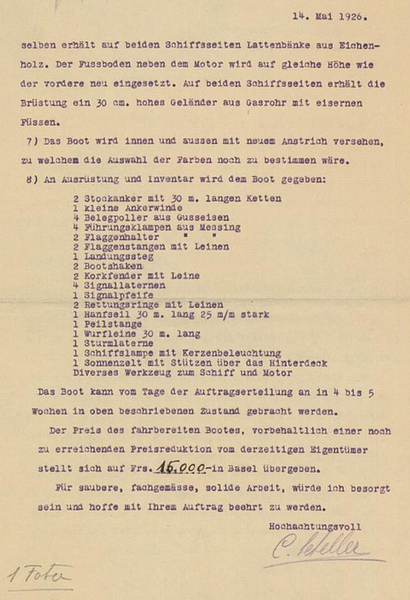 14. Mai 1926.
selben erhält auf beiden Schiffsseiten Lattenbänke aus Eichen-
holz. Der Fussboden neben dem Motor wird auf gleiche Höhe wie
der vordere neu eingesetzt. Auf beiden Schiffsseiten erhält die
Brüstung ein 30 cm. hohes Geländer aus Gasrohr mit eisernen
Füssen.
7) Das Boot wird innen und aussen mit neuem Anstrich versehen,
zu welchem die Auswahl der Farben noch zu bestimmen wäre.
8) An Ausrüstung und Inventar wird dem Boot gegeben:
2 Stockanker mit 30 m. langen Ketten
1 kleine Ankerwinde
4 Belegpoller aus Gusseisen
4 Führungsklampen aus Messing
2 Flaggenhalter " "
2 Flaggenstangen mit Leinen
1 Landungssteg
2 Bootshaken
2 Korkfender mit Leine
4 Signallaternen
1 Signalpfeife
2 Rettungsringe mit Leinen
1 Hanfseil 30 m. lang 25 m/m stark
1 Peilstange
1 Wurfleine 30 m. lang
1 Sturmlaterne
1 Schiffslampe mit Kerzenbeleuchtung
1 Sonnenzelt mit Stützen über das Hinterdeck
Diverses Werkzeug zum Schiff und Motor
Das Boot kann vom Tage der Auftragserteilung an in 4 bis 5
Wochen in oben beschriebenen Zustand gebracht werden.
Der Preis des fahrbereiten Bootes, vorbehaltlich einer noch
zu erreichenden Preisreduktion vom derzeitigen Eigentümer
stellt sich auf Frs. 15,000-in Basel übergeben.
Für saubere, fachgemässe, solide Arbeit, würde ich besorgt
sein und hoffe mit Ihrem Auftrag beehrt zu werden.
Hochachtungsvoll
C.
1 Foto